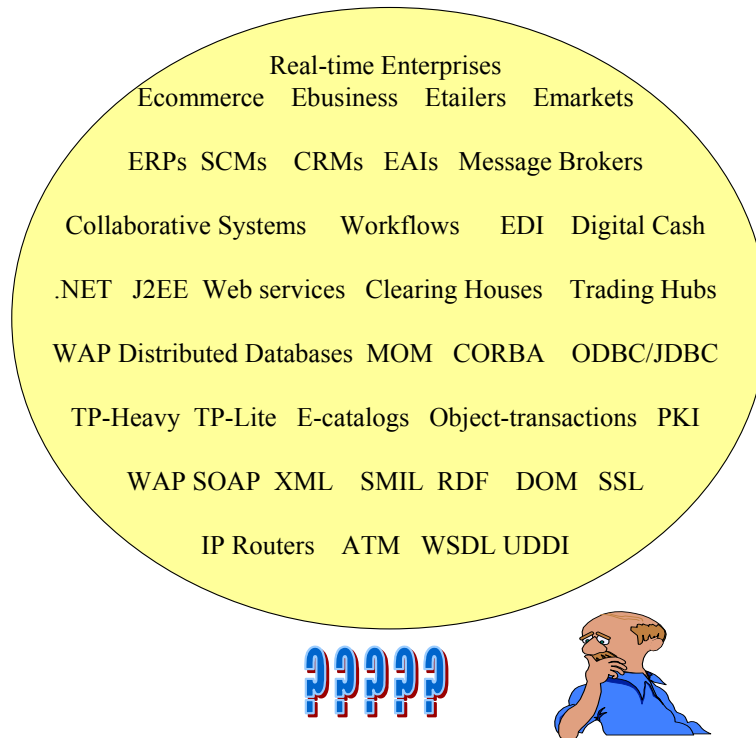 Real-time Enterprises
Ecommerce Ebusiness Etailers Emarkets
ERPs SCMs CRMs EAIs Message Brokers
Collaborative Systems Workflows EDI Digital Cash
.NET J2EE Web services Clearing Houses Trading Hubs
WAP Distributed Databases MOM CORBA ODBC/JDBC
TP-Heavy TP-Lite E-catalogs Object-transactions PKI
WAP SOAP XML SMIL RDF DOM SSL
IP Routers ATM WSDL UDDI
?????